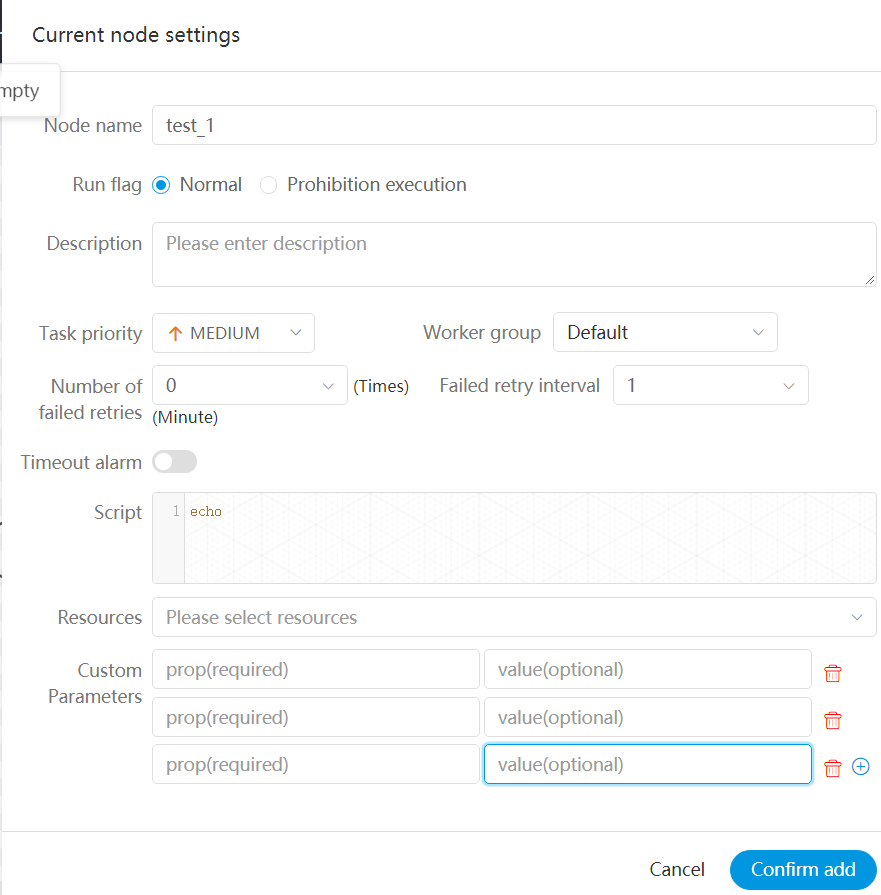 Current node settings
mpty
Node name test_1
Run flag Normal Prohibition execution
Description Please enter description
Task priority MEDIUM Worker group Default
Number of failed retries 0 (Times) Failed retry interval 1
(Minute)
Timeout alarm
Script 1 echo
Resources Please select resources
Custom Parameters prop(required) value(optional)
prop(required) value(optional)
prop(required) value(optional)
Cancel Confirm add